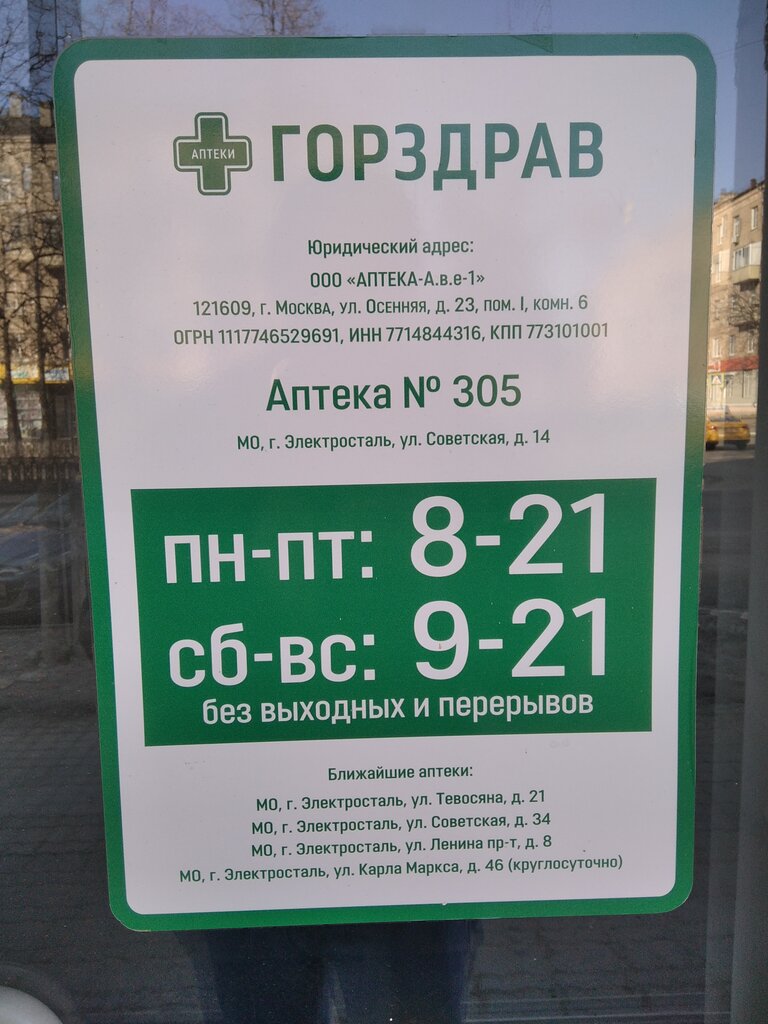 АПТЕКИ
ГОРЗДРАВ
Юридический адрес:
ООО «АПТЕКА-А.в.е-1»
121609, г. Москва, ул. Осенняя, д. 23, пом. I, комн. 6
ОГРН 1117746529691, ИНН 7714844316, КПП 773101001
Аптека № 305
МО, г. Электросталь, ул. Советская, д. 14
пн-пт: 8-21
сб-вс: 9-21
без выходных и перерывов
Ближайшие аптеки:
МО, г. Электросталь, ул. Тевосяна, д. 21
МО, г. Электросталь, ул. Советская, д. 34
МО, г. Электросталь, ул. Ленина пр-т, д. 8
МО, г. Электросталь, ул. Карла Маркса, д. 46 (круглосуточно)